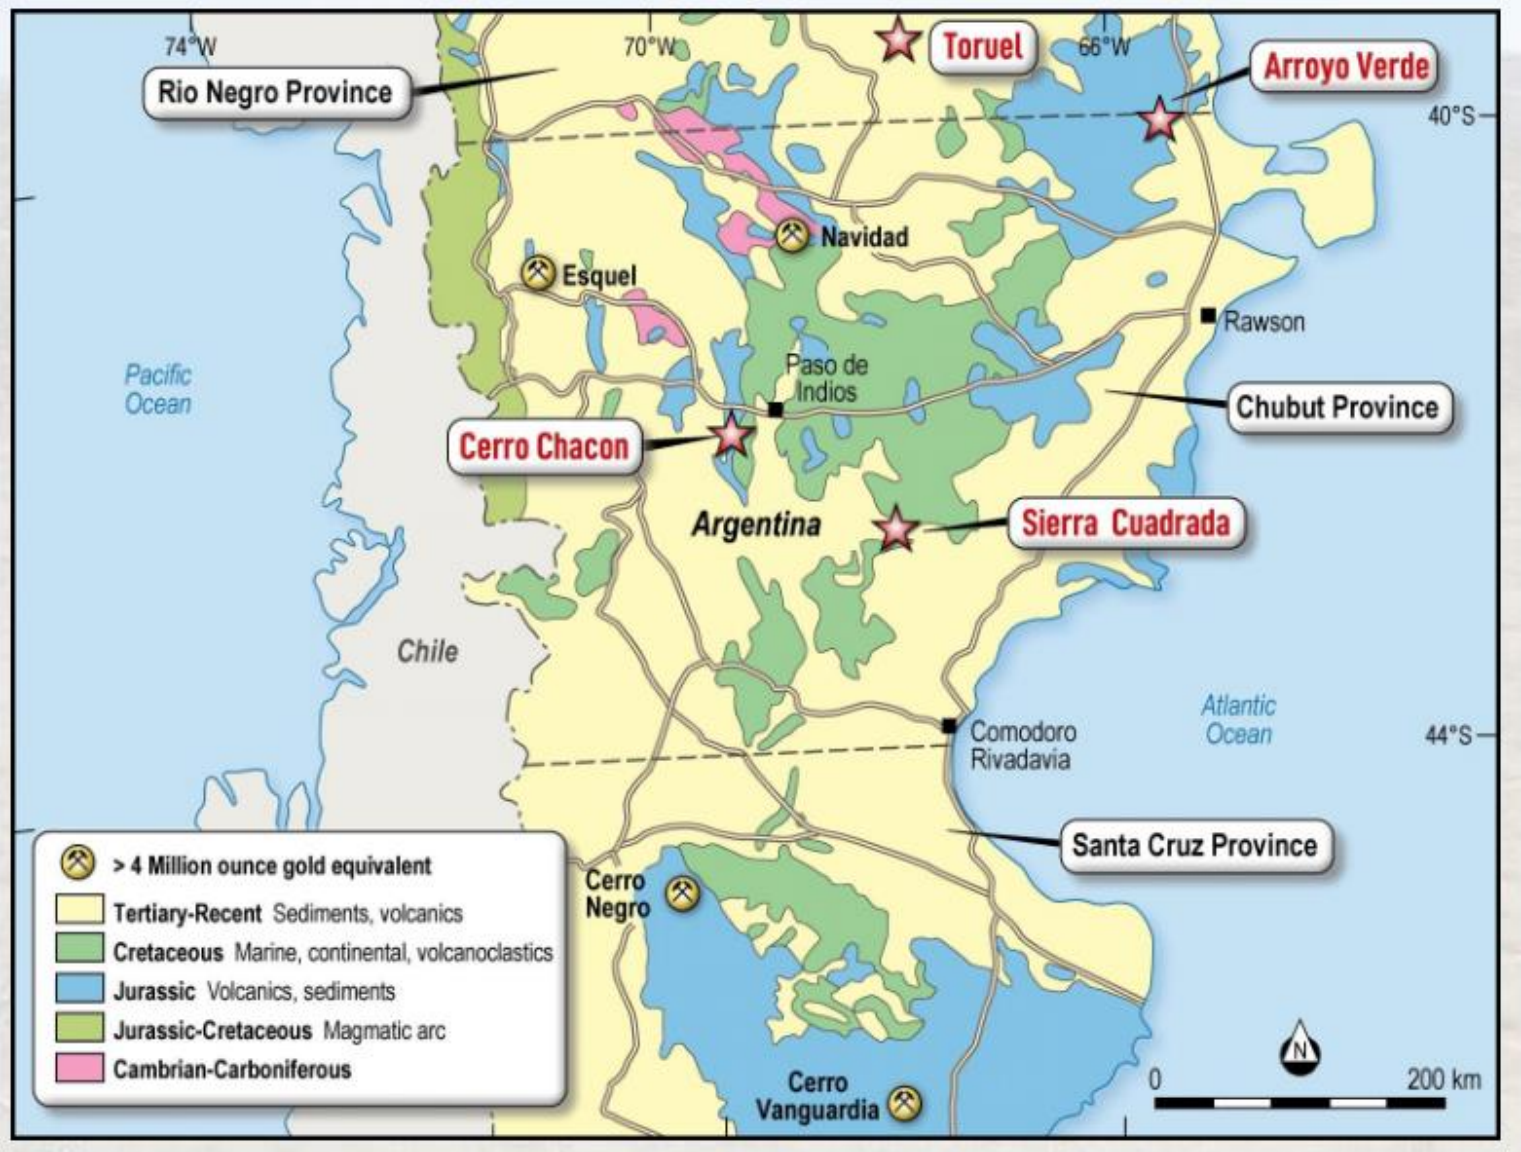 74°W
70°W
66°W
Toruel
Arroyo Verde
Rio Negro Province
40°S
Navidad
Esquel
Rawson
Pacific
Ocean
Paso de
Indios
Chubut Province
Cerro Chacon
Argentina
Sierra Cuadrada
Chile
Atlantic
Ocean
Comodoro
Rivadavia
44°S
Santa Cruz Province
> 4 Million ounce gold equivalent
Tertiary-Recent Sediments, volcanics
Cretaceous Marine, continental, volcanoclastics
Jurassic Volcanics, sediments
Jurassic-Cretaceous Magmatic arc
Cambrian-Carboniferous
Cerro
Negro
Cerro
Vanguardia
N
0 200 km